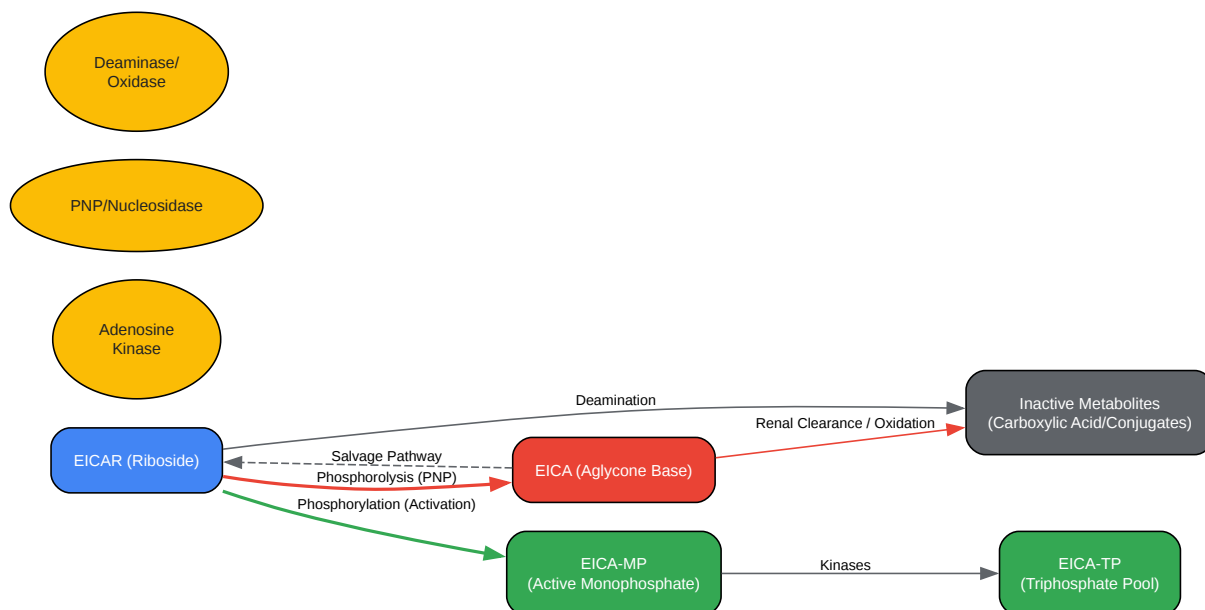 Deaminase/
Oxidase
PNP/Nucleosidase
Adenosine
Kinase
Deamination
Inactive Metabolites
(Carboxylic Acid/Conjugates)
Renal Clearance / Oxidation
EICAR (Riboside)
Salvage Pathway
Phosphorolysis (PNP)
EICA (Aglycone Base)
Phosphorylation (Activation)
EICA-MP
(Active Monophosphate)
Kinases
EICA-TP
(Triphosphate Pool)